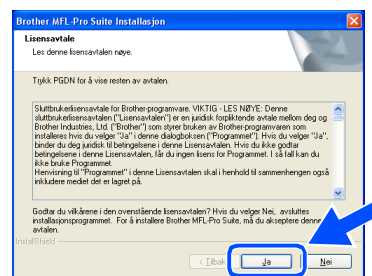 Brother MFL-Pro Suite Installasjon
Lisensavtale
Les denne lisensavtalen nøye.
Trykk PGDN for å vise resten av avtalen.
Sluttbrukerlisensavtale for Brother-programvare. VIKTIG - LES NØYE: Denne
sluttbrukerlisensavtalen ("Lisensavtalen") er en juridisk forpliktende avtale mellom deg og
Brother Industries, Ltd. ("Brother") som styrer bruken av Brother-programvaren som
installeres hvis du velger "Ja" i denne dialogboksen ("Programmet"). Hvis du velger "Ja",
binder du deg juridisk til betingelsene i denne Lisensavtalen. Hvis du ikke godtar
betingelsene i denne Lisensavtalen, får du ingen lisens for Programmet. I så fall kan du
ikke bruke Programmet.
Henvisning til "Programmet" i denne Lisensavtalen skal i henhold til sammenhengen også
inkludere mediet det er lagret på.
Godtar du vilkårene i den ovenstående lisensavtalen? Hvis du velger Nei, avsluttes
installasjonsprogrammet. For å installere Brother MFL-Pro Suite, må du akseptere denne
avtalen.
InstallShield
< Tilbake
Ja
Nei